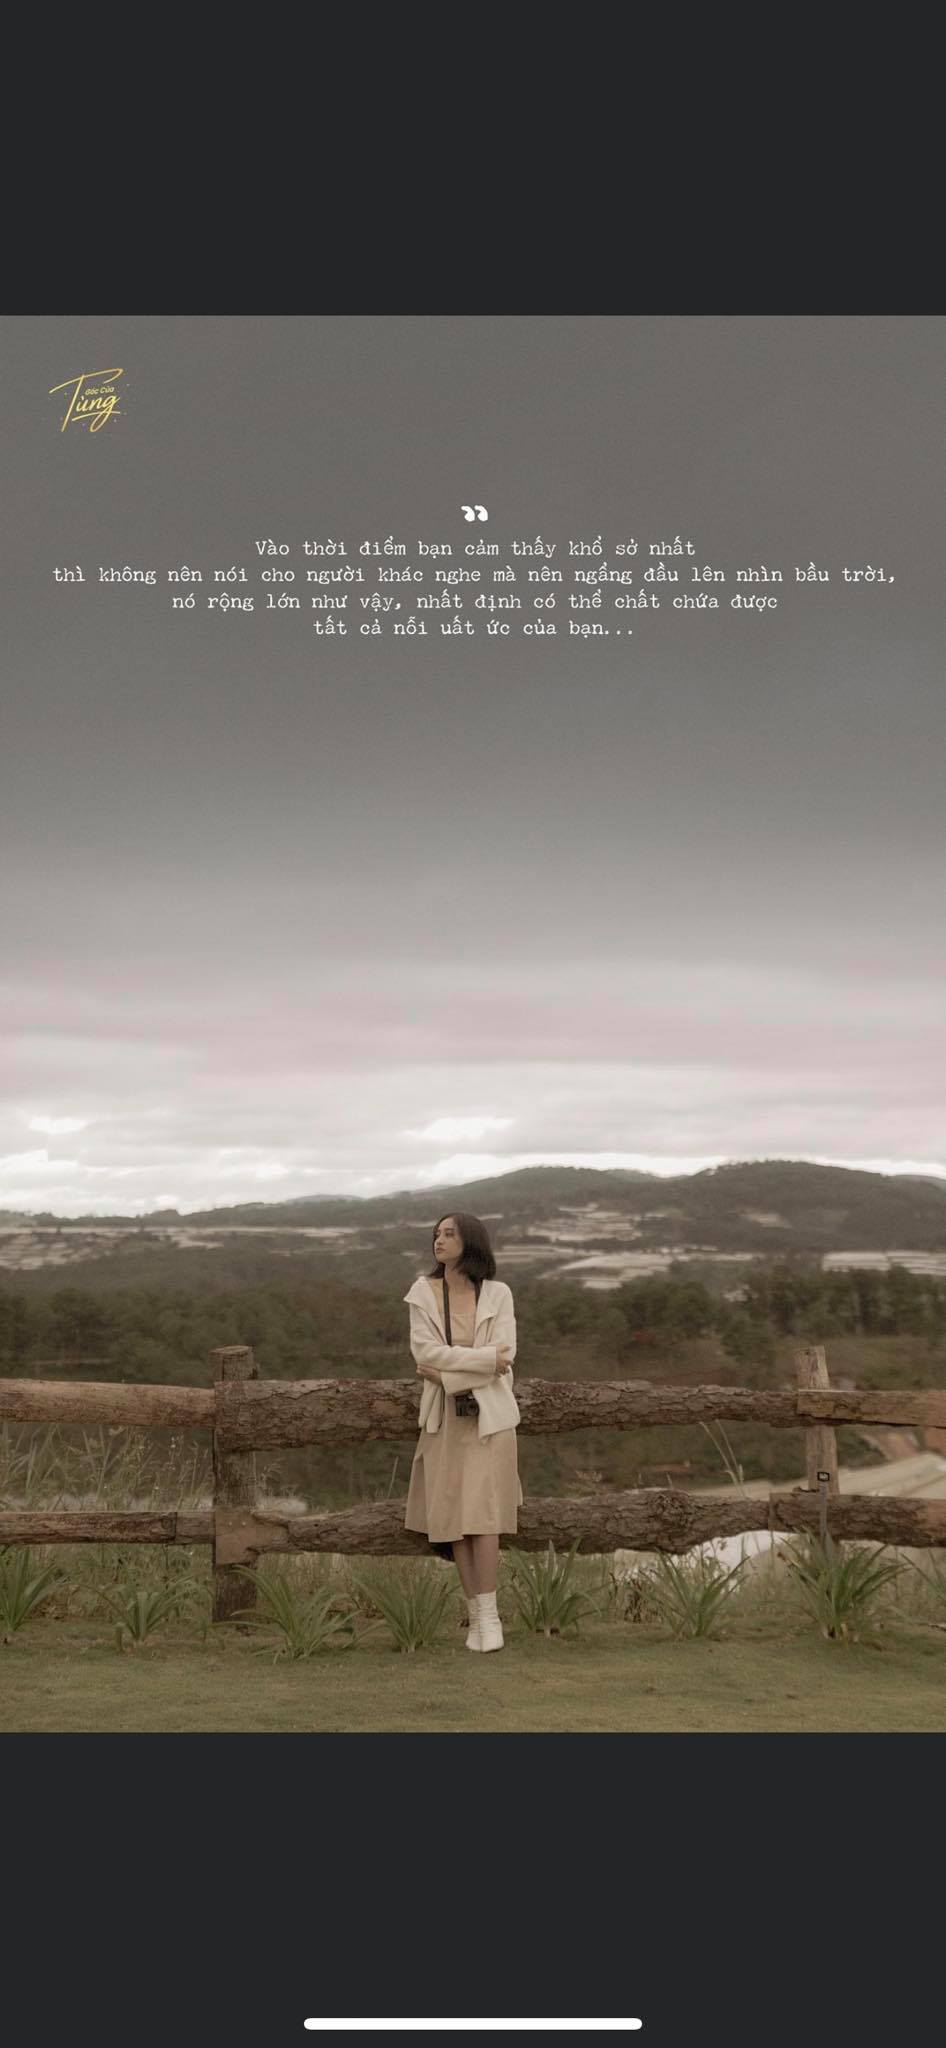 Góc Của
Tùng
Vào thời điểm bạn cảm thấy khổ sở nhất
thì không nên nói cho người khác nghe mà nên ngẩng đầu lên nhìn bầu trời,
nó rộng lớn như vậy, nhất định có thể chất chứa được
tất cả nỗi uất ức của bạn...